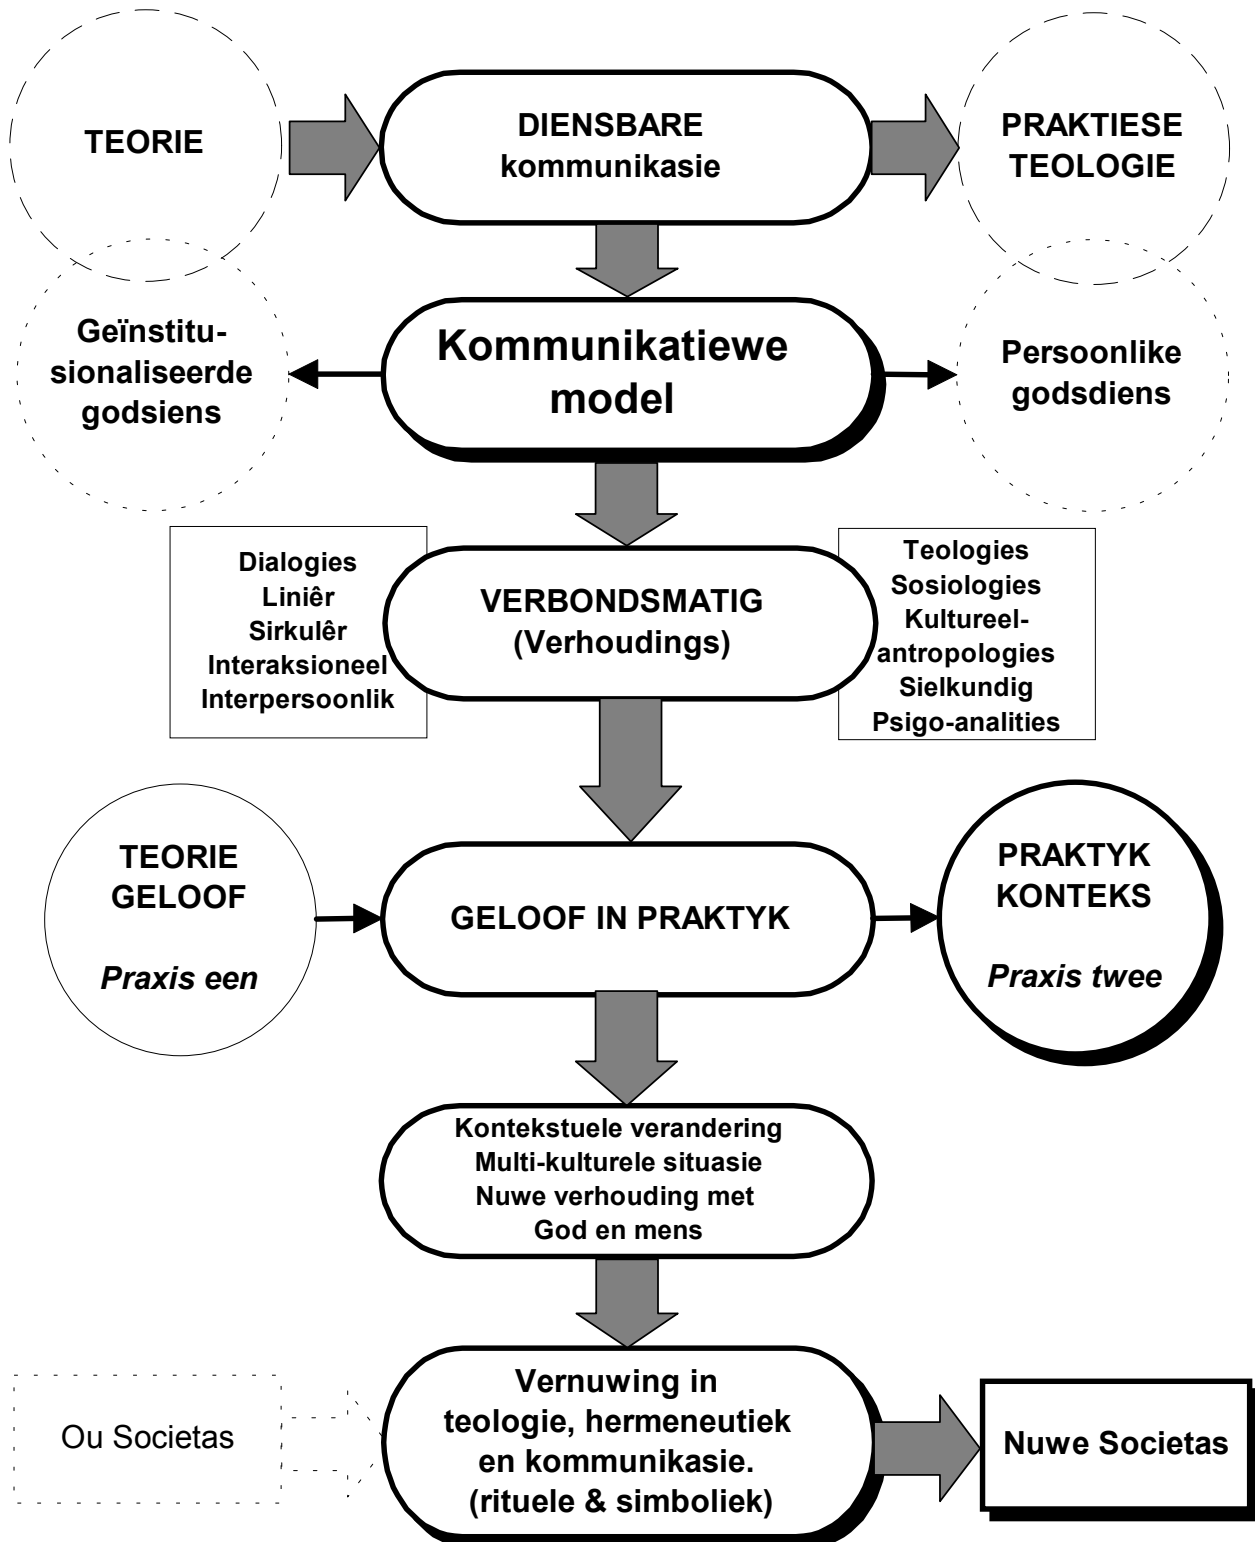 TEORIE
DIENSBARE
kommunikasie
PRAKTIESE
TEOLOGIE
Geïnstitu-
sionaliseerde
godsiens
Kommunikatiewe
model
Persoonlike
godsdiens
Dialogies
Liniêr
Sirkulêr
Interaksioneel
Interpersoonlik
VERBONDSMATIG
(Verhoudings)
Teologies
Sosiologies
Kultureel-
antropologies
Sielkundig
Psigo-analities
TEORIE
GELOOF
Praxis een
GELOOF IN PRAKTYK
PRAKTYK
KONTEKS
Praxis twee
Kontekstuele verandering
Multi-kulturele situasie
Nuwe verhouding met
God en mens
Ou Societas
Vernuwing in
teologie, hermeneutiek
en kommunikasie.
(rituele & simboliek)
Nuwe Societas